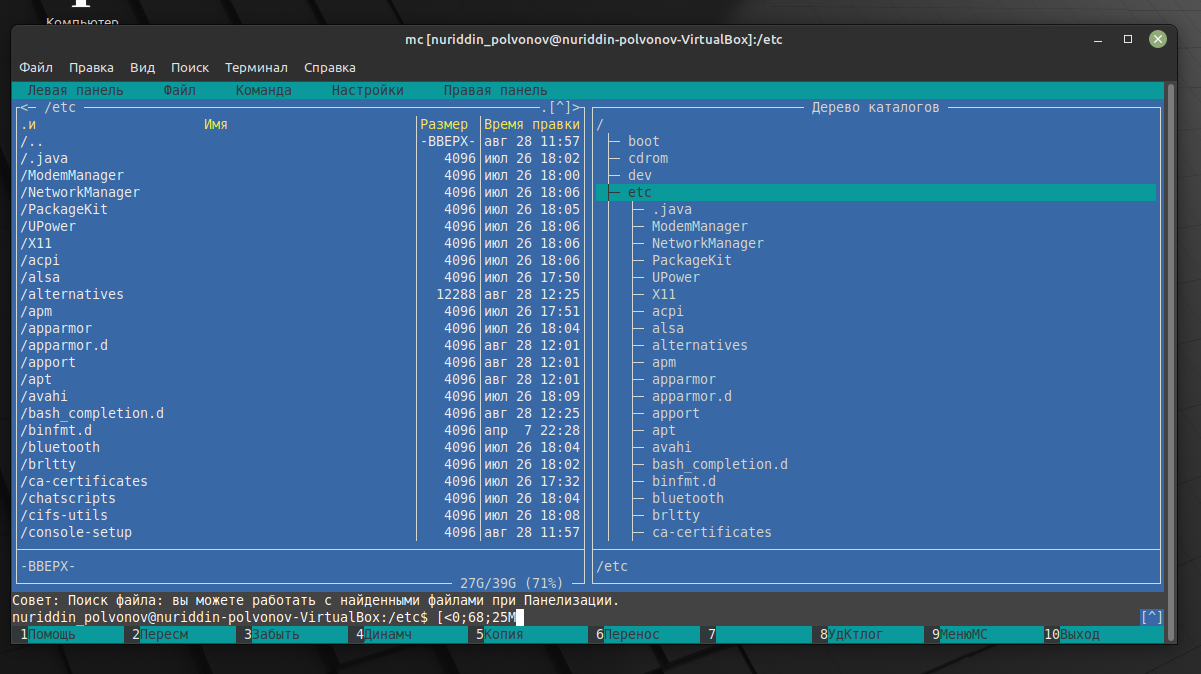 Компьютер
mc [nuriddin_polvonov@nuriddin-polvonov-VirtualBox]:/etc
Файл Правка Вид Поиск Терминал Справка
Левая панель Файл Команда Настройки Правая панель
<─ /etc .[^]>
.и Имя Размер Время правки
/.. -ВВЕРХ- авг 28 11:57
/.java 4096 июл 26 18:02
/ModemManager 4096 июл 26 18:00
/NetworkManager 4096 июл 26 18:06
/PackageKit 4096 июл 26 18:05
/UPower 4096 июл 26 18:06
/X11 4096 июл 26 18:06
/acpi 4096 июл 26 18:06
/alsa 4096 июл 26 17:50
/alternatives 12288 авг 28 12:25
/apm 4096 июл 26 17:51
/apparmor 4096 июл 26 18:04
/apparmor.d 4096 авг 28 12:01
/apport 4096 авг 28 12:01
/apt 4096 авг 28 12:01
/avahi 4096 июл 26 18:09
/bash_completion.d 4096 авг 28 12:25
/binfmt.d 4096 апр 7 22:28
/bluetooth 4096 июл 26 18:04
/brltty 4096 июл 26 18:02
/ca-certificates 4096 июл 26 17:32
/chatscripts 4096 июл 26 18:04
/cifs-utils 4096 июл 26 18:08
/console-setup 4096 авг 28 11:57
-ВВЕРХ-
27G/39G (71%)
Дерево каталогов
/
boot
cdrom
dev
etc
.java
ModemManager
NetworkManager
PackageKit
UPower
X11
acpi
alsa
alternatives
apm
apparmor
apparmor.d
apport
apt
avahi
bash_completion.d
binfmt.d
bluetooth
brltty
ca-certificates
/etc
Совет: Поиск файла: вы можете работать с найденными файлами при Панелизации.
nuriddin_polvonov@nuriddin-polvonov-VirtualBox:/etc$ [<0;68;25M [^]
1Помощь 2Пересм 3Забыть 4Динамч 5Копия 6Перенос 7 8УдКтлог 9МенюМС 10Выход